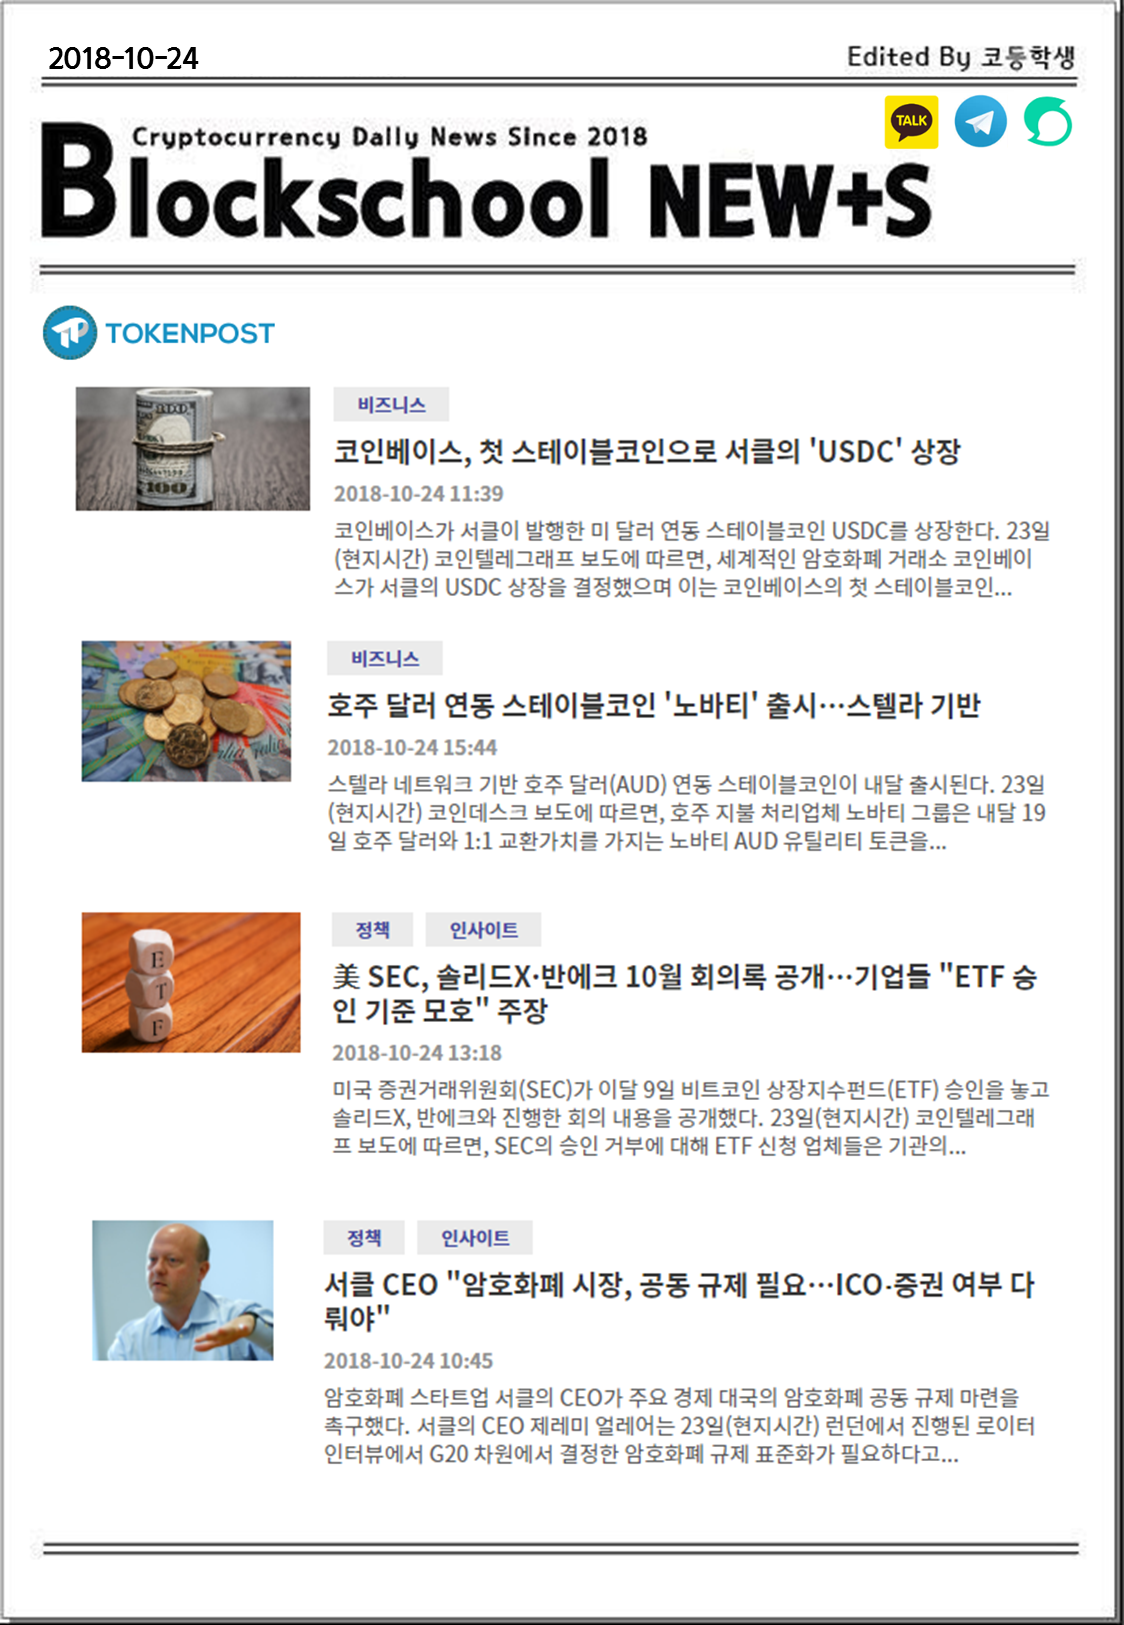 2018-10-24
Edited By 코등학생
TALK
Cryptocurrency Daily News Since 2018
Blockschool NEW+S
TOKENPOST
비즈니스
코인베이스, 첫 스테이블코인으로 서클의 'USDC' 상장
2018-10-24 11:39
코인베이스가 서클이 발행한 미 달러 연동 스테이블코인 USDC를 상장한다. 23일
(현지시간) 코인텔레그래프 보도에 따르면, 세계적인 암호화폐 거래소 코인베이
스가 서클의 USDC 상장을 결정했으며 이는 코인베이스의 첫 스테이블코인...
비즈니스
호주 달러 연동 스테이블코인 '노바티' 출시…스텔라 기반
2018-10-24 15:44
스텔라 네트워크 기반 호주 달러(AUD) 연동 스테이블코인이 내달 출시된다. 23일
(현지시간) 코인데스크 보도에 따르면, 호주 지불 처리업체 노바티 그룹은 내달 19
일 호주 달러와 1:1 교환가치를 가지는 노바티 AUD 유틸리티 토큰을...
E
T
F
정책 인사이트
美 SEC, 솔리드X·반에크 10월 회의록 공개…기업들 "ETF 승
인 기준 모호" 주장
2018-10-24 13:18
미국 증권거래위원회(SEC)가 이달 9일 비트코인 상장지수펀드(ETF) 승인을 놓고
솔리드X, 반에크와 진행한 회의 내용을 공개했다. 23일(현지시간) 코인텔레그래
프 보도에 따르면, SEC의 승인 거부에 대해 ETF 신청 업체들은 기관의...
정책 인사이트
서클 CEO "암호화폐 시장, 공동 규제 필요…ICO·증권 여부 다
뤄야"
2018-10-24 10:45
암호화폐 스타트업 서클의 CEO가 주요 경제 대국의 암호화폐 공동 규제 마련을
촉구했다. 서클의 CEO 제레미 얼레어는 23일(현지시간) 런던에서 진행된 로이터
인터뷰에서 G20 차원에서 결정한 암호화폐 규제 표준화가 필요하다고...